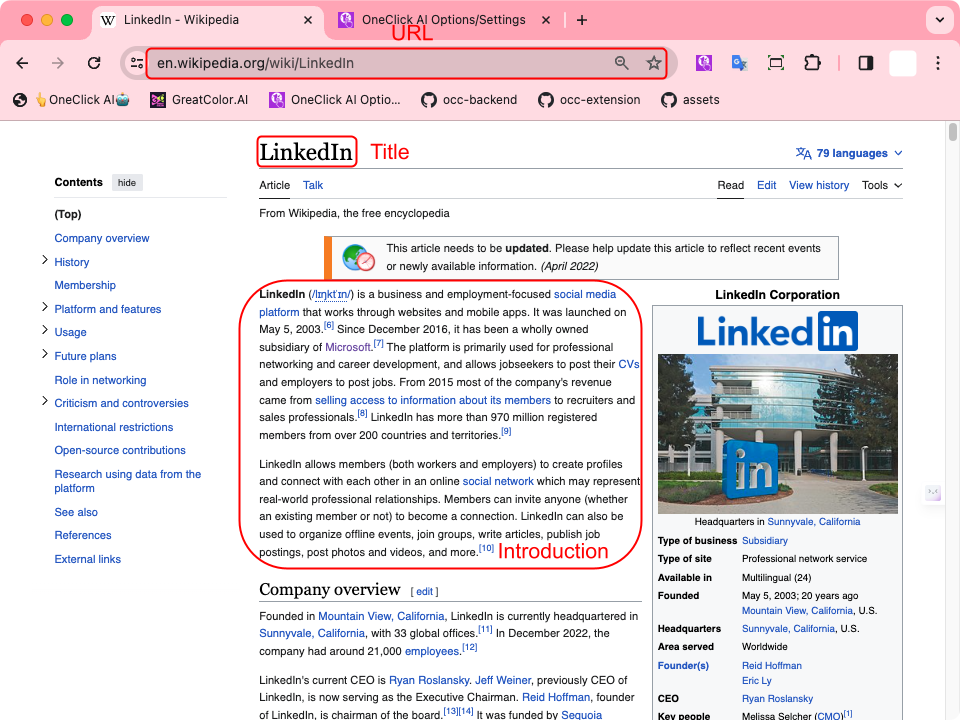 LinkedIn - Wikipedia
OneClick AI Options/Settings
URL
en.wikipedia.org/wiki/LinkedIn
👆OneClick AI🤖
GreatColor.AI
OneClick AI Optio...
occ-backend
occ-extension
assets
LinkedIn
Title
79 languages
Contents hide
Article Talk
Read Edit View history Tools
(Top)
From Wikipedia, the free encyclopedia
Company overview
History
Membership
Platform and features
Usage
Future plans
Role in networking
Criticism and controversies
International restrictions
Open-source contributions
Research using data from the
platform
See also
References
External links
This article needs to be updated. Please help update this article to reflect recent events
or newly available information. (April 2022)
LinkedIn (/lɪŋktˈɪn/) is a business and employment-focused social media
platform that works through websites and mobile apps. It was launched on
May 5, 2003.[6] Since December 2016, it has been a wholly owned
subsidiary of Microsoft.[7] The platform is primarily used for professional
networking and career development, and allows jobseekers to post their CVs
and employers to post jobs. From 2015 most of the company's revenue
came from selling access to information about its members to recruiters and
sales professionals.[8] LinkedIn has more than 970 million registered
members from over 200 countries and territories.[9]
LinkedIn allows members (both workers and employers) to create profiles
and connect with each other in an online social network which may represent
real-world professional relationships. Members can invite anyone (whether
an existing member or not) to become a connection. LinkedIn can also be
used to organize offline events, join groups, write articles, publish job
postings, post photos and videos, and more.[10]
Introduction
Company overview [ edit ]
Founded in Mountain View, California, LinkedIn is currently headquartered in
Sunnyvale, California, with 33 global offices.[11] In December 2022, the
company had around 21,000 employees.[12]
LinkedIn's current CEO is Ryan Roslansky. Jeff Weiner, previously CEO of
LinkedIn, is now serving as the Executive Chairman. Reid Hoffman, founder
of LinkedIn, is chairman of the board.[13][14] It was funded by Sequoia
LinkedIn Corporation
Linkedin
in
Headquarters in Sunnyvale, California
Type of business Subsidiary
Type of site Professional network service
Available in Multilingual (24)
Founded May 5, 2003; 20 years ago
Mountain View, California, U.S.
Headquarters Sunnyvale, California, U.S.
Area served Worldwide
Founder(s) Reid Hoffman
Eric Ly
CEO Ryan Roslansky
Key people Melissa Selcher (CMO)[1]